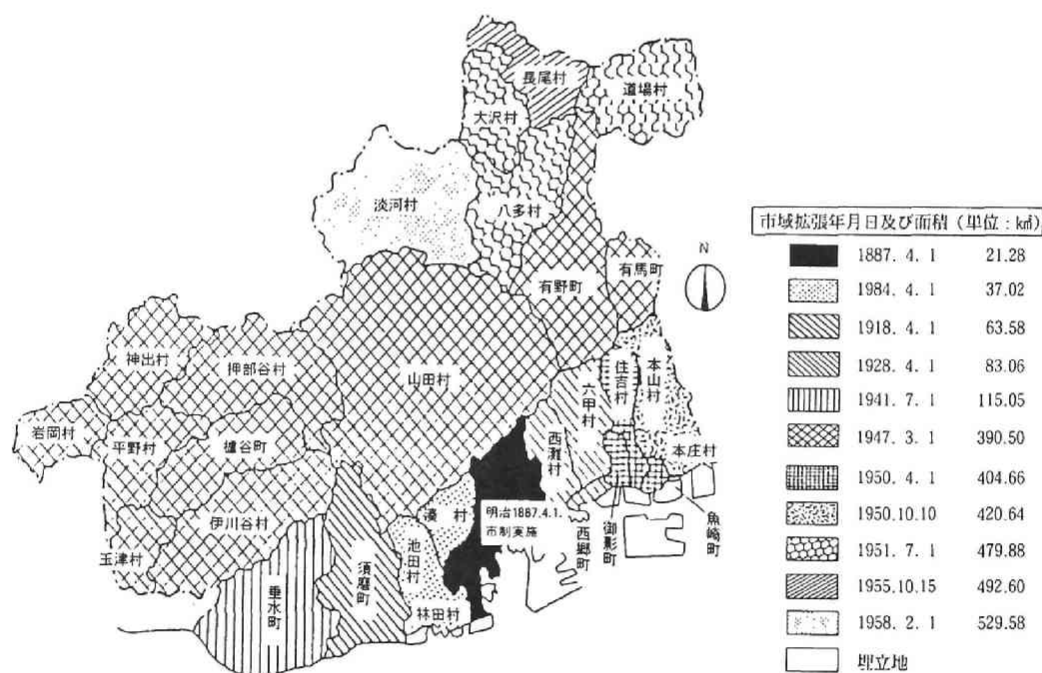 長尾村
道場村
大沢村
淡河村
八多村
有馬町
有野町
N
神出村
押部谷村
山田村
住吉村
本山村
六甲村
岩岡村
平野村
櫨谷町
西灘村
本庄村
伊川谷村
湊 村
明治1887.4.1.
市制実施
玉津村
池田村
西郷町
御影町
魚崎町
垂水町
須磨町
林田村
市域拡張年月日及び面積(単位:k㎡)
1887. 4. 1 21.28
1984. 4. 1 37.02
1918. 4. 1 63.58
1928. 4. 1 83.06
1941. 7. 1 115.05
1947. 3. 1 390.50
1950. 4. 1 404.66
1950.10.10 420.64
1951. 7. 1 479.88
1955.10.15 492.60
1958. 2. 1 529.58
埋立地